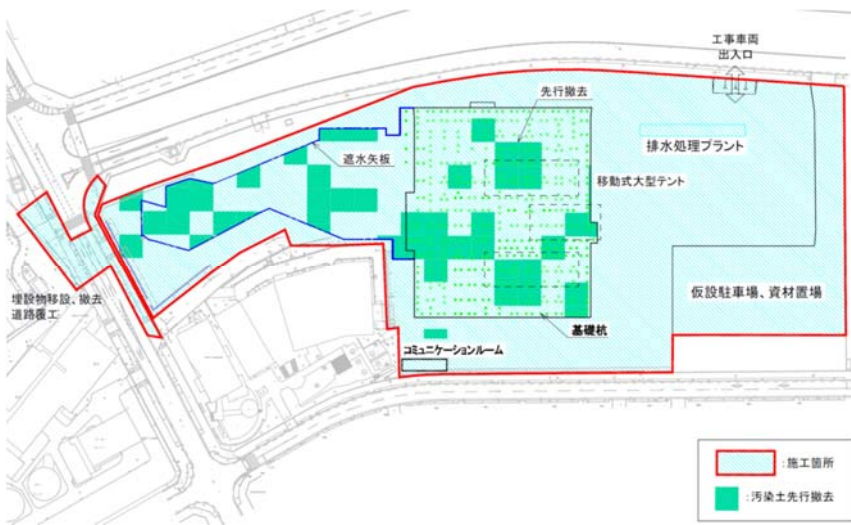 工事車両
出入口
先行撤去
排水処理プラント
遮水矢板
移動式大型テント
埋設物移設、撤去
道路覆工
仮設駐車場、資材置場
基礎杭
コミュニケーションルーム
:施工箇所
:汚染土先行撤去